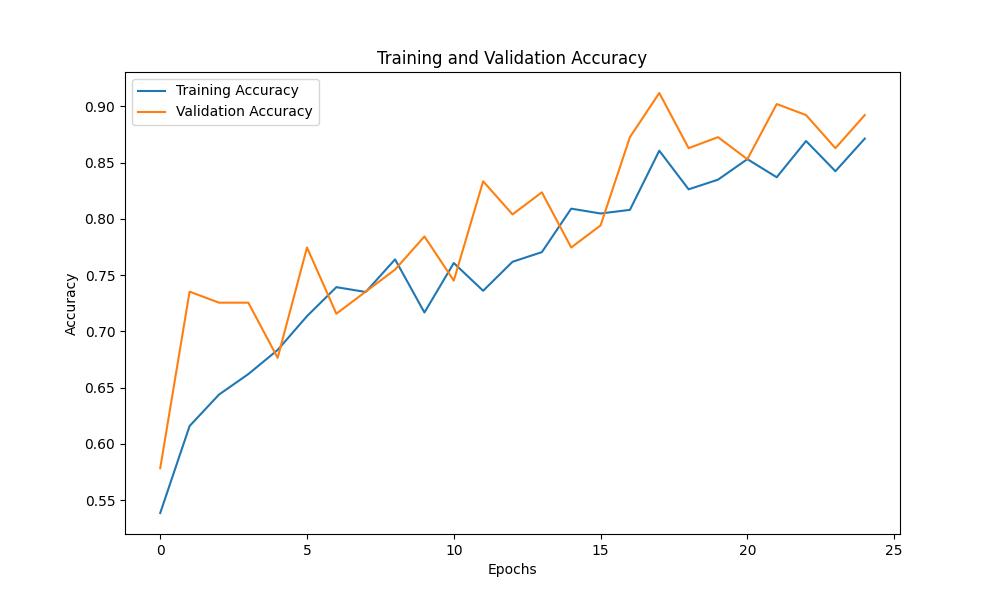 Training and Validation Accuracy
Training Accuracy
Validation Accuracy
0.90
0.85
0.80
0.75
0.70
0.65
0.60
0.55
Accuracy
0 5 10 15 20 25
Epochs